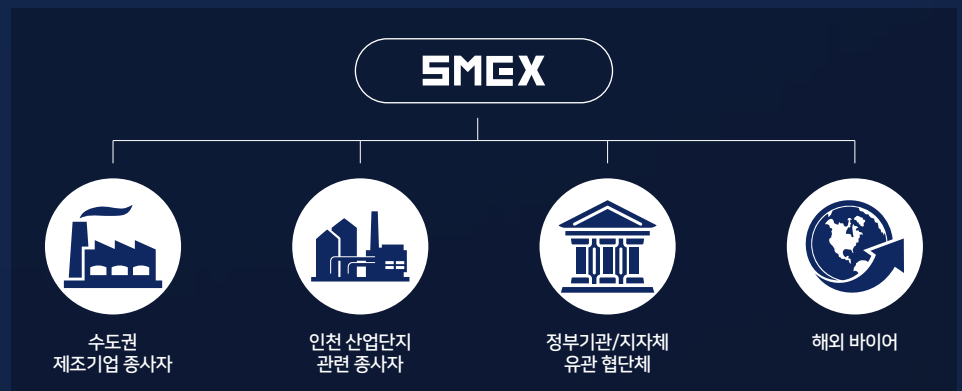 SMEX
수도권
제조기업 종사자
인천 산업단지
관련 종사자
정부기관/지자체
유관 협단체
해외 바이어